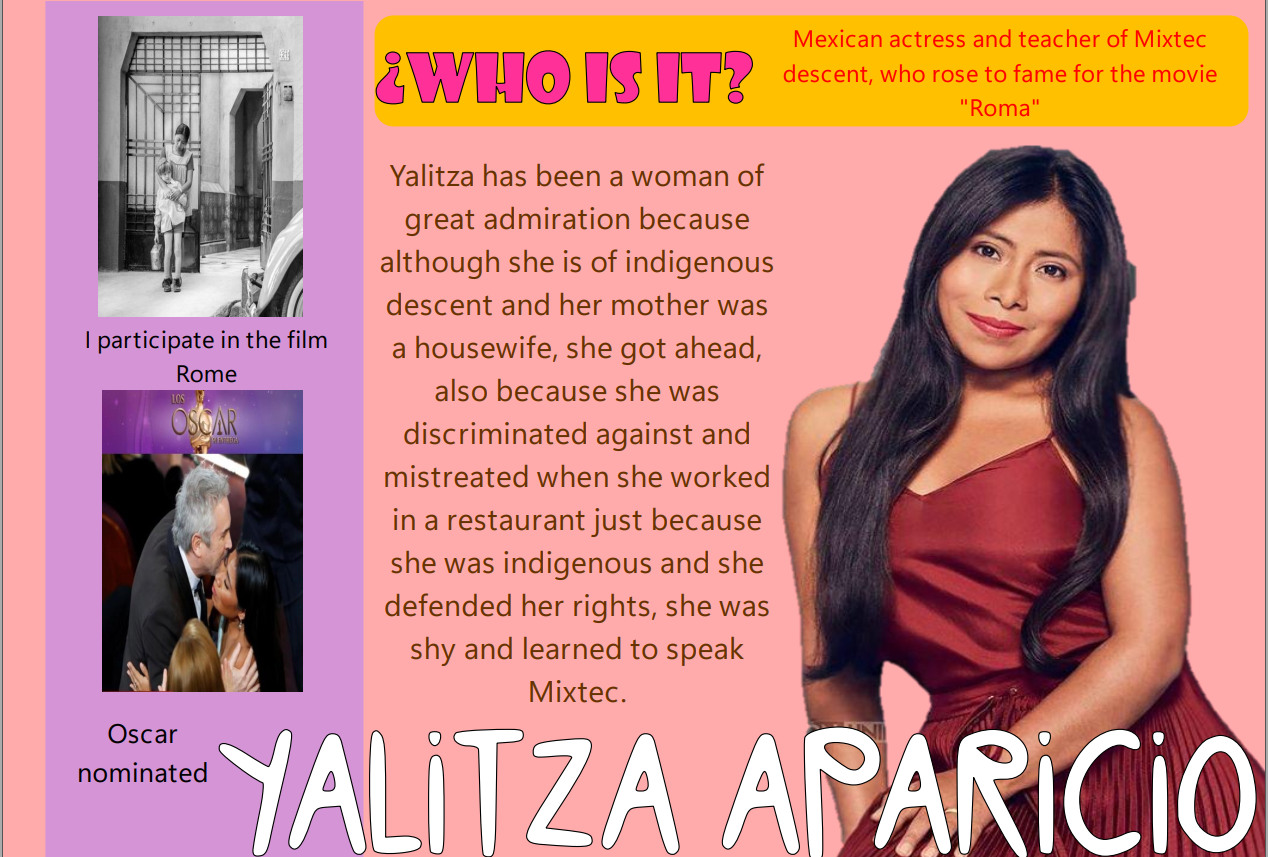 ¿WHO IS IT?
Mexican actress and teacher of Mixtec
descent, who rose to fame for the movie
"Roma"
I participate in the film
Rome
LOS
OSCAR
Oscar
nominated
Yalitza has been a woman of
great admiration because
although she is of indigenous
descent and her mother was
a housewife, she got ahead,
also because she was
discriminated against and
mistreated when she worked
in a restaurant just because
she was indigenous and she
defended her rights, she was
shy and learned to speak
Mixtec.
YALiTZA APARiCiO